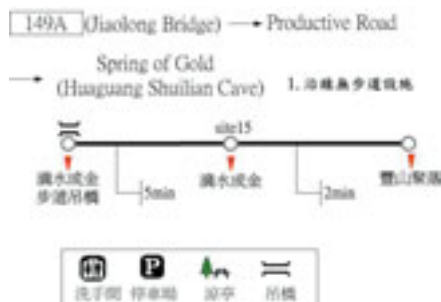 149A (Jiaolong Bridge) → Productive Road
→ Spring of Gold
(Huaguang Shuilian Cave)
1. 沿線無步道設施
site15
滴水成金
步道吊橋
5min
滴水成金
2min
豐山聚落
洗手間 停車場 涼亭 吊橋